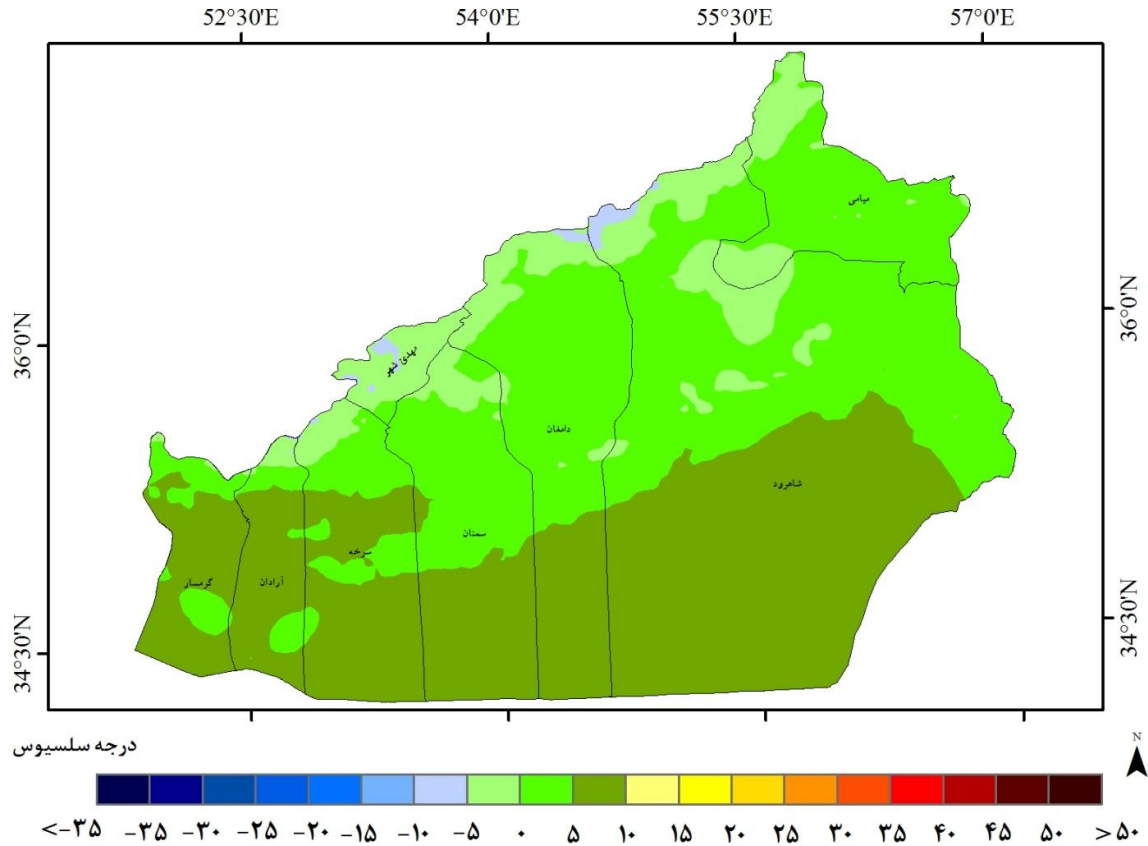 52°30'E 54°0'E 55°30'E 57°0'E
میامی
36°0'N 36°0'N
مهدی شهر
دامغان
شاهرود
سمنان
سرخه
آرادان
گرمسار
34°30'N 34°30'N
درجه سلسیوس
N
<-۳۵ -۳۵ -۳۰ -۲۵ -۲۰ -۱۵ -۱۰ -۵ ۰ ۵ ۱۰ ۱۵ ۲۰ ۲۵ ۳۰ ۳۵ ۴۰ ۴۵ ۵۰ >۵۰